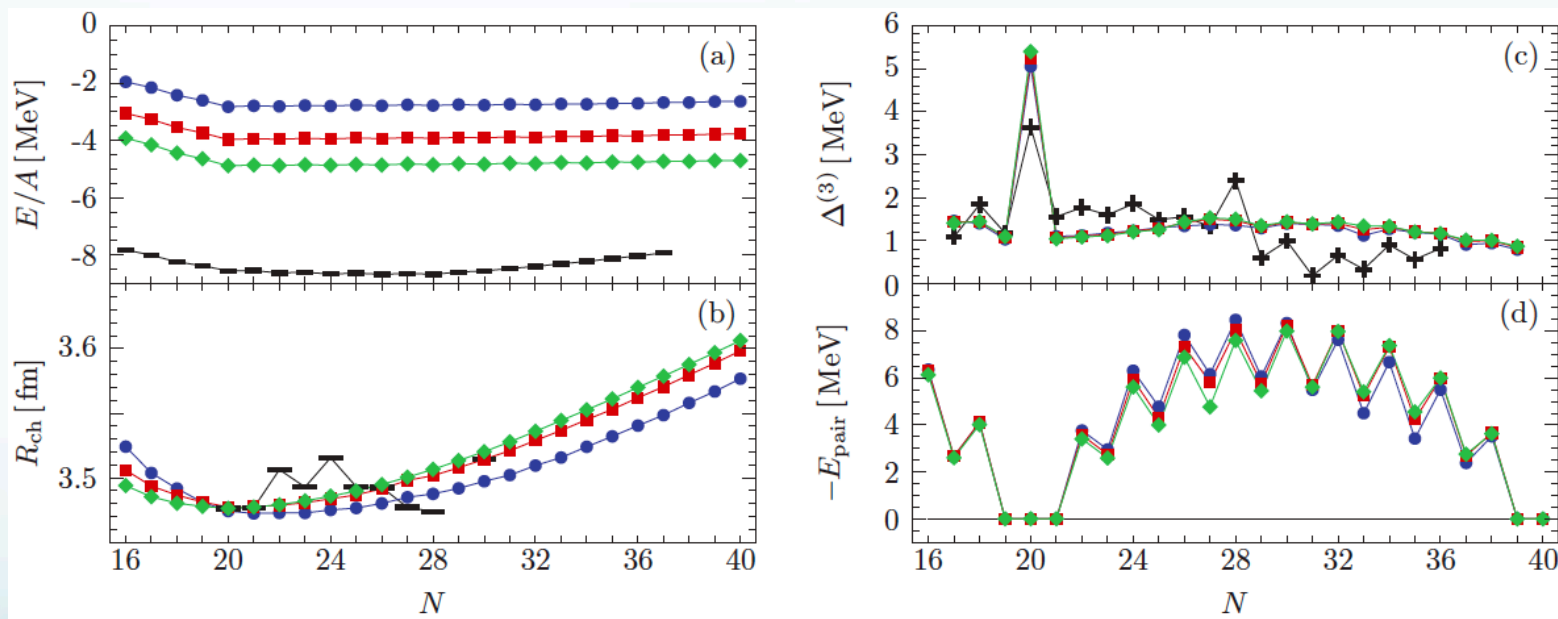 0
-2
-4
-6
-8
E/A [MeV]
(a)
3.6
3.5
R_ch [fm]
(b)
16 20 24 28 32 36 40
N
6
5
4
3
2
1
0
Δ^(3) [MeV]
(c)
8
6
4
2
0
−E_pair [MeV]
(d)
16 20 24 28 32 36 40
N